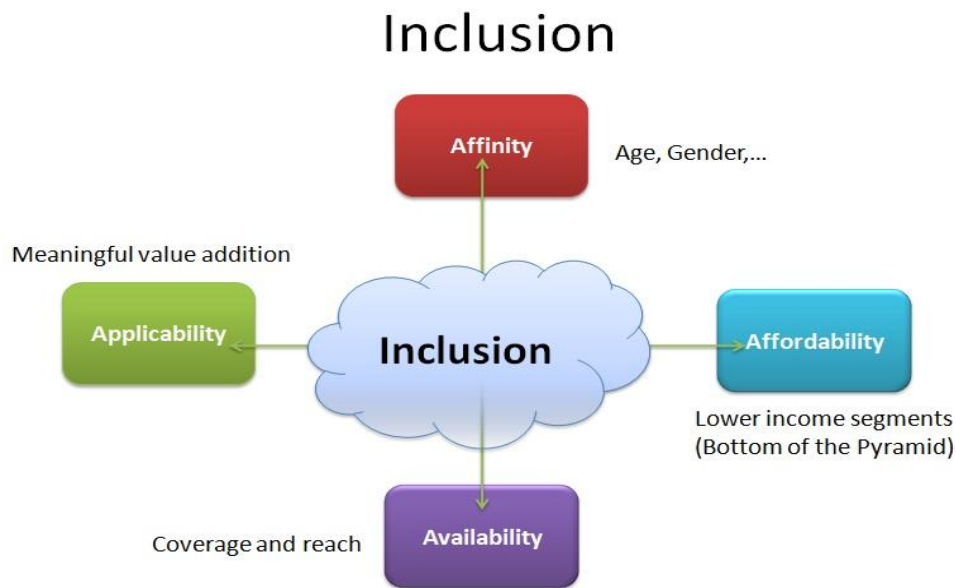 Inclusion
Affinity
Age, Gender,...
Meaningful value addition
Applicability
Inclusion
Affordability
Lower income segments
(Bottom of the Pyramid)
Availability
Coverage and reach